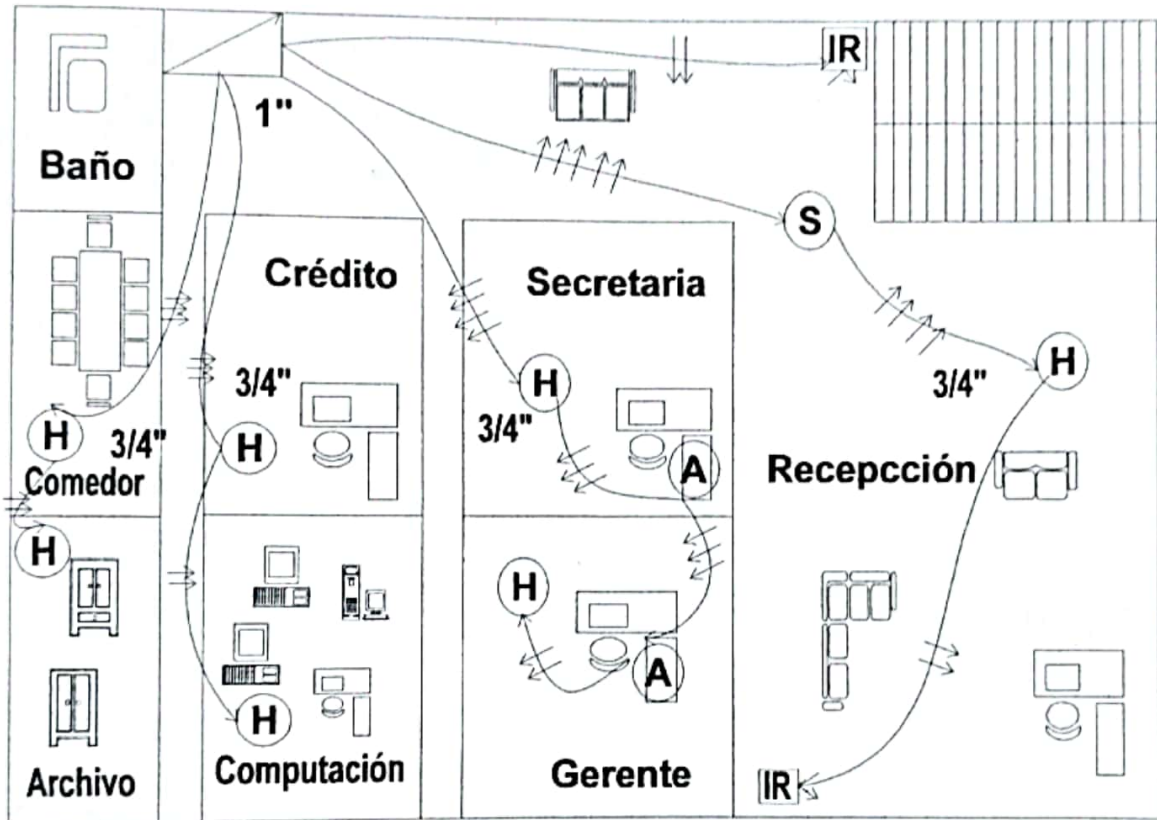 IR
1"
Baño
S
Crédito
Secretaria
H
3/4"
H
3/4"
3/4"
H
3/4"
H
A
Recepcción
Comedor
H
H
A
H
Computación
Gerente
Archivo
IR